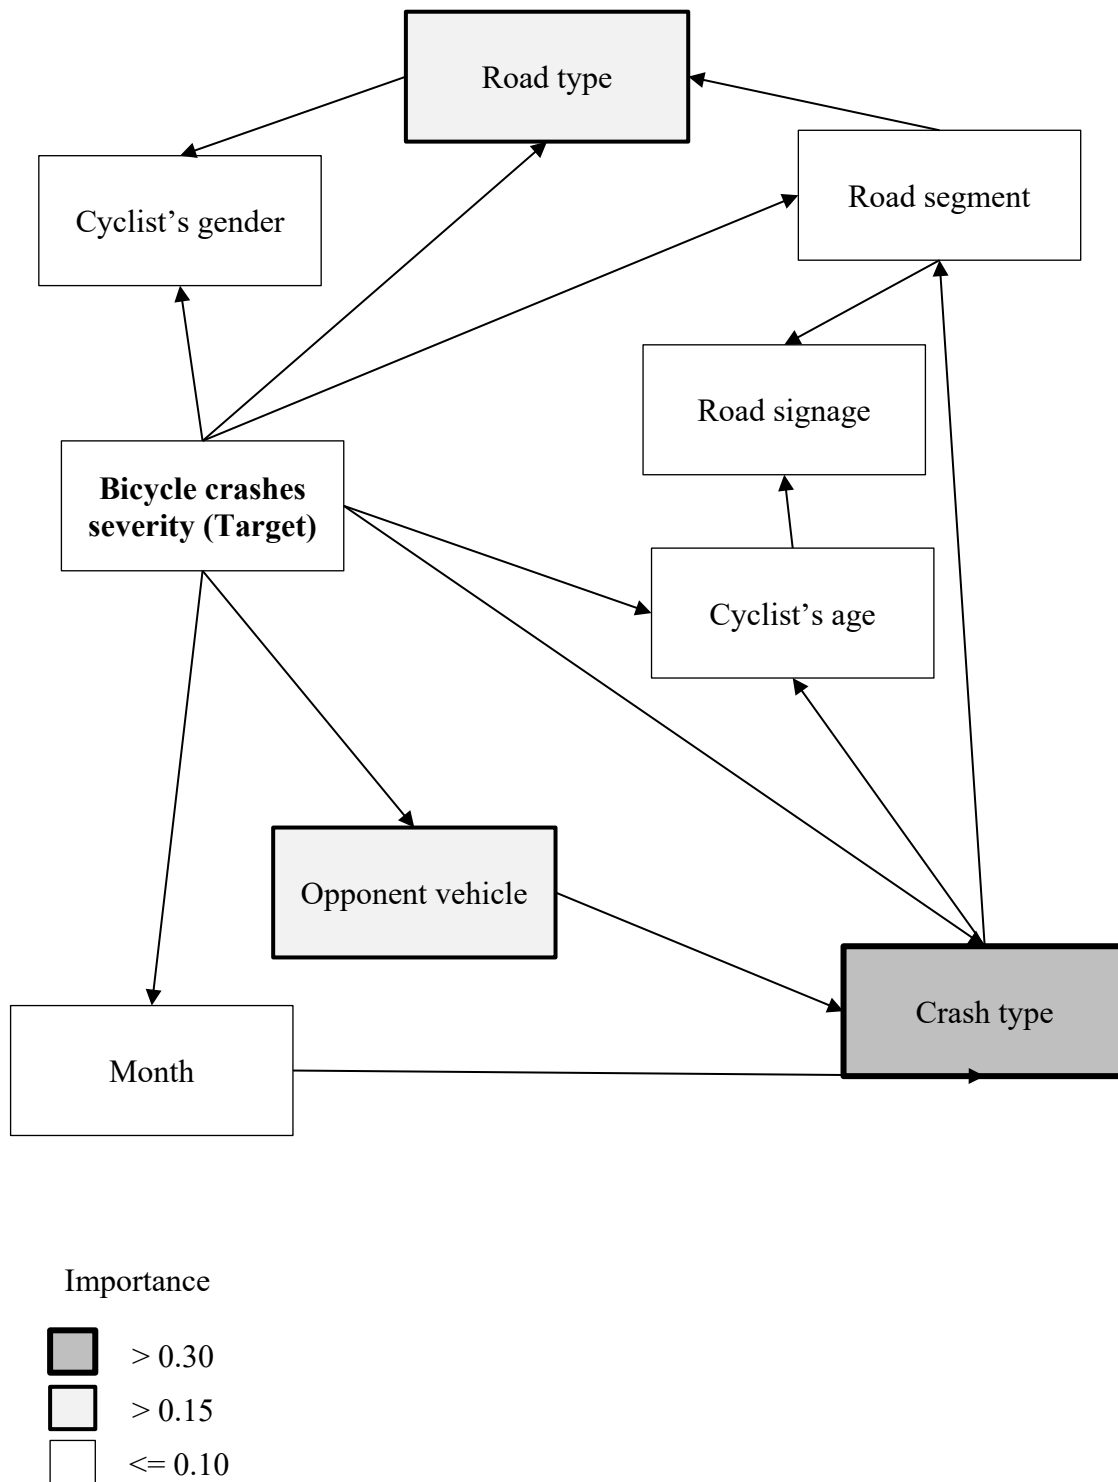 Road type
Road segment
Cyclist’s gender
Road signage
Bicycle crashes
severity (Target)
Cyclist’s age
Opponent vehicle
Crash type
Month
Importance
> 0.30
> 0.15
<= 0.10